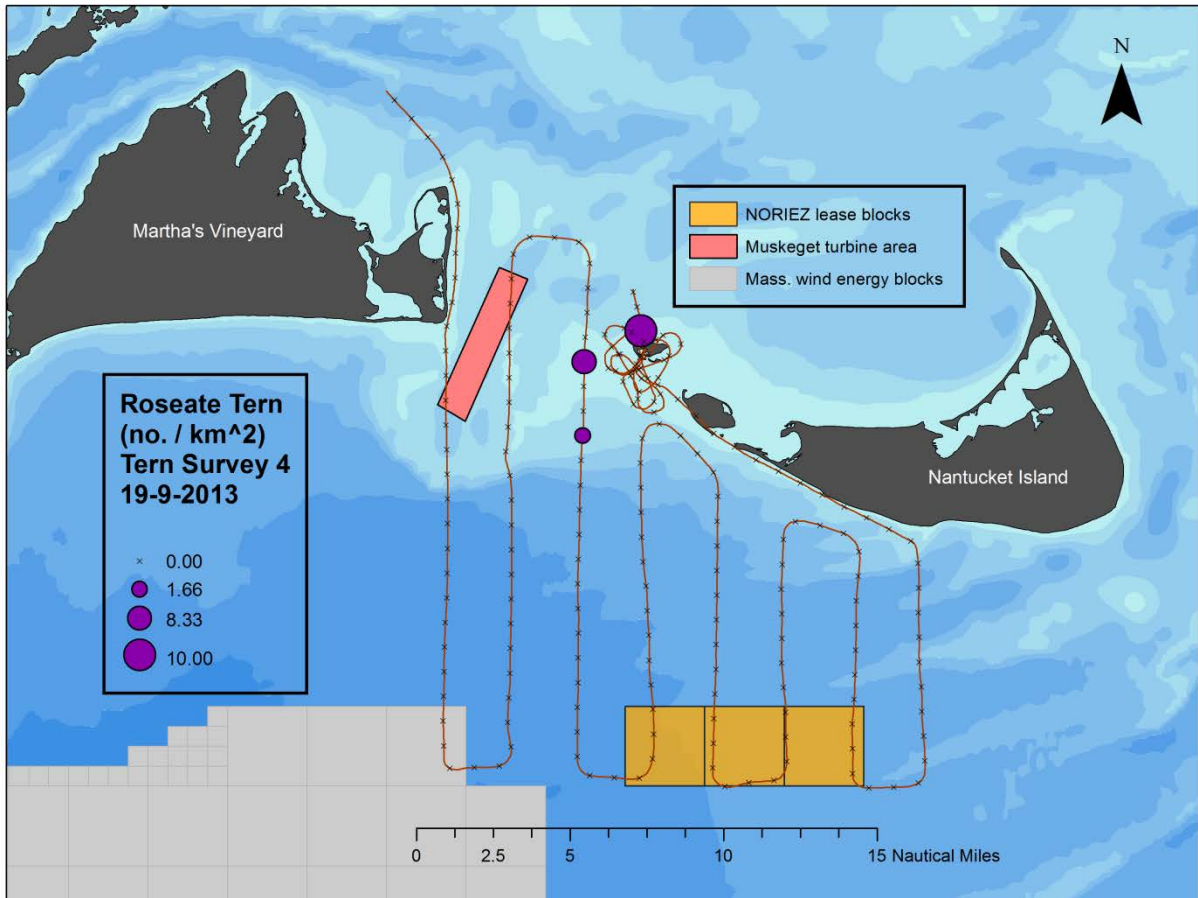 N
NORIEZ lease blocks
Muskeget turbine area
Mass. wind energy blocks
Martha's Vineyard
Nantucket Island
Roseate Tern
(no. / km^2)
Tern Survey 4
19-9-2013
0.00
1.66
8.33
10.00
0 2.5 5 10 15 Nautical Miles